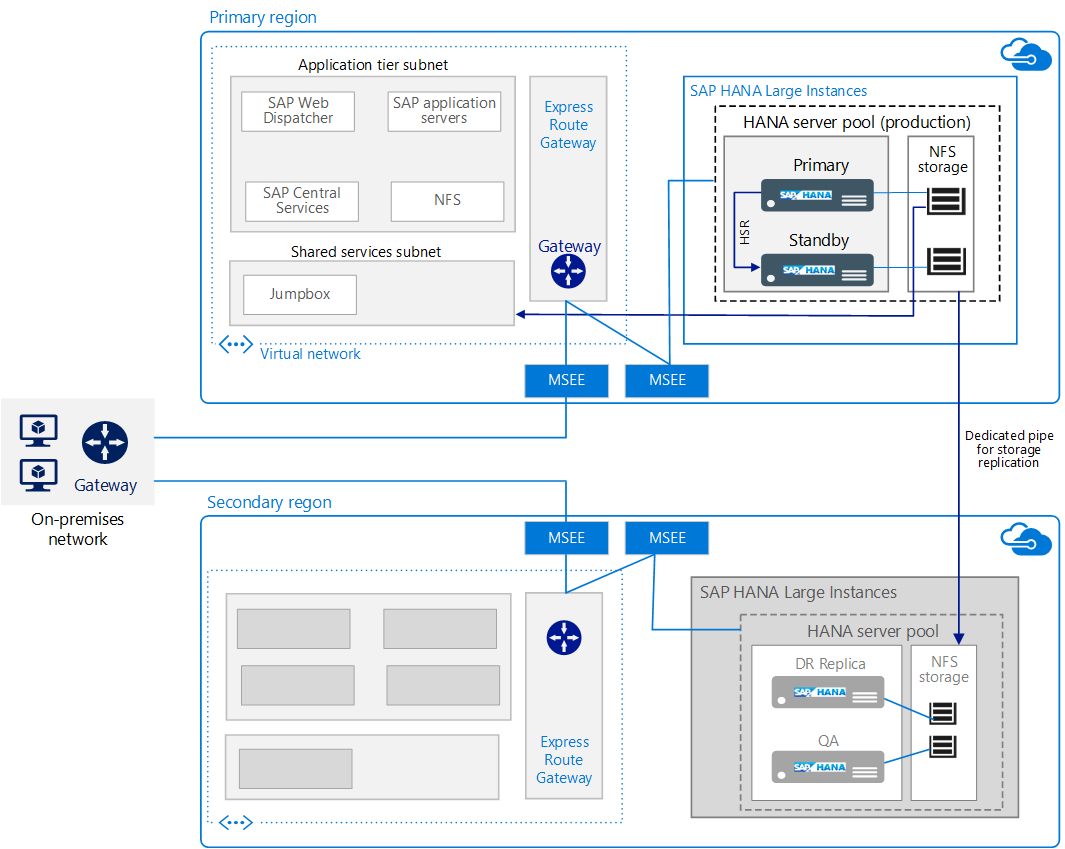 Primary region
Application tier subnet
SAP Web
Dispatcher
SAP application
servers
SAP Central
Services
NFS
Shared services subnet
Jumpbox
Virtual network
Express
Route
Gateway
Gateway
SAP HANA Large Instances
HANA server pool (production)
Primary
SAP HANA
HSR
Standby
SAP HANA
NFS
storage
MSEE
MSEE
Gateway
On-premises
network
Dedicated pipe
for storage
replication
Secondary regon
MSEE
MSEE
Express
Route
Gateway
SAP HANA Large Instances
HANA server pool
DR Replica
SAP HANA
QA
SAP HANA
NFS
storage